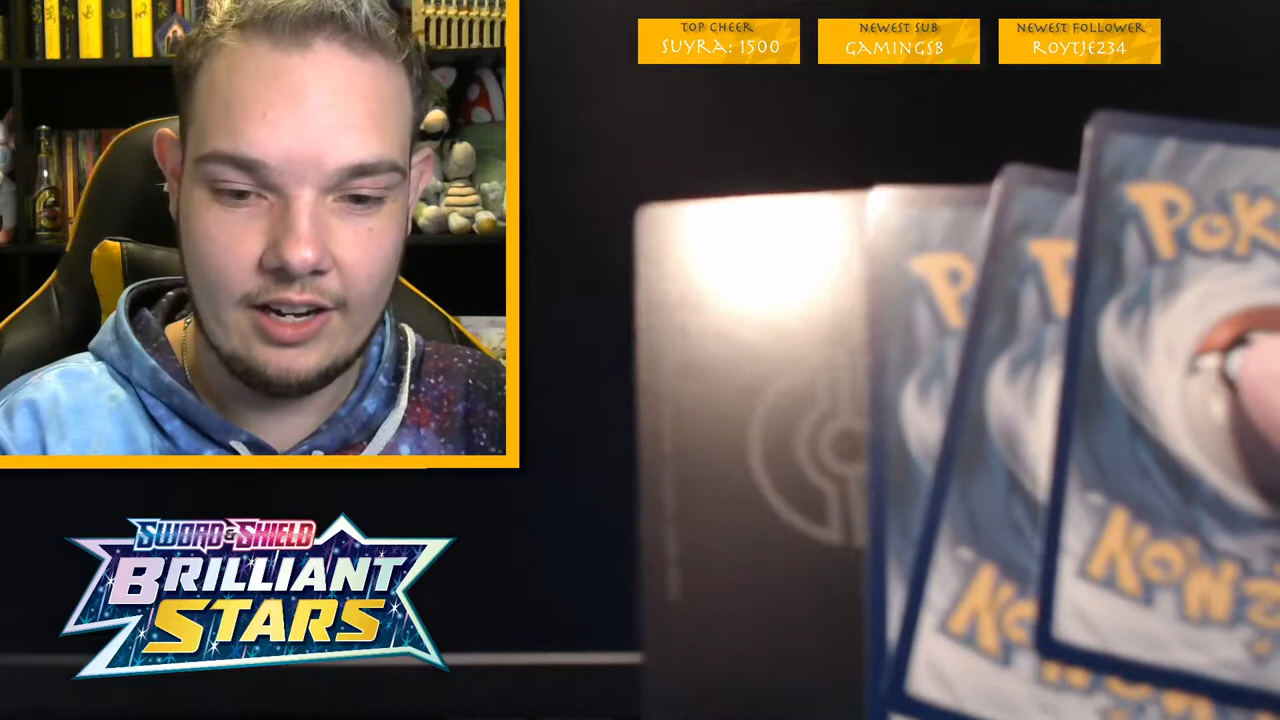 TOP CHEER
SUYRA: 1500
NEWEST SUB
GAMINGSB
NEWEST FOLLOWER
ROYTJE234
SWORD & SHIELD
BRILLIANT
STARS